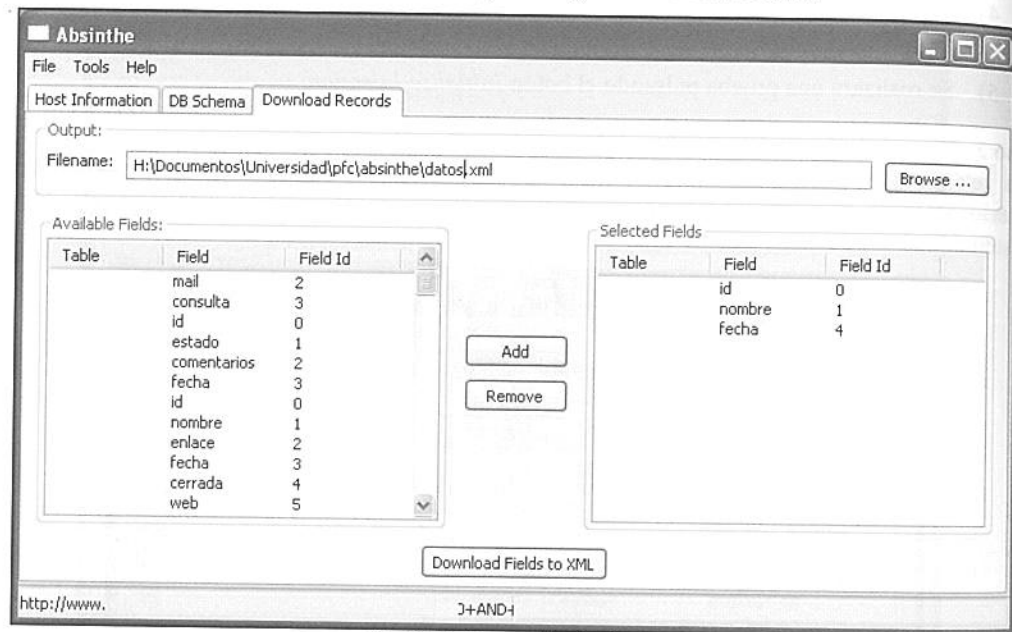 Absinthe
File Tools Help
Host Information DB Schema Download Records
Output:
Filename: H:\Documentos\Universidad\pfc\absinthe\datos.xml Browse ...
Available Fields:
Table Field Field Id
mail 2
consulta 3
id 0
estado 1
comentarios 2
fecha 3
id 0
nombre 1
enlace 2
fecha 3
cerrada 4
web 5
Add
Remove
Selected Fields
Table Field Field Id
id 0
nombre 1
fecha 4
Download Fields to XML
http://www. +AND+